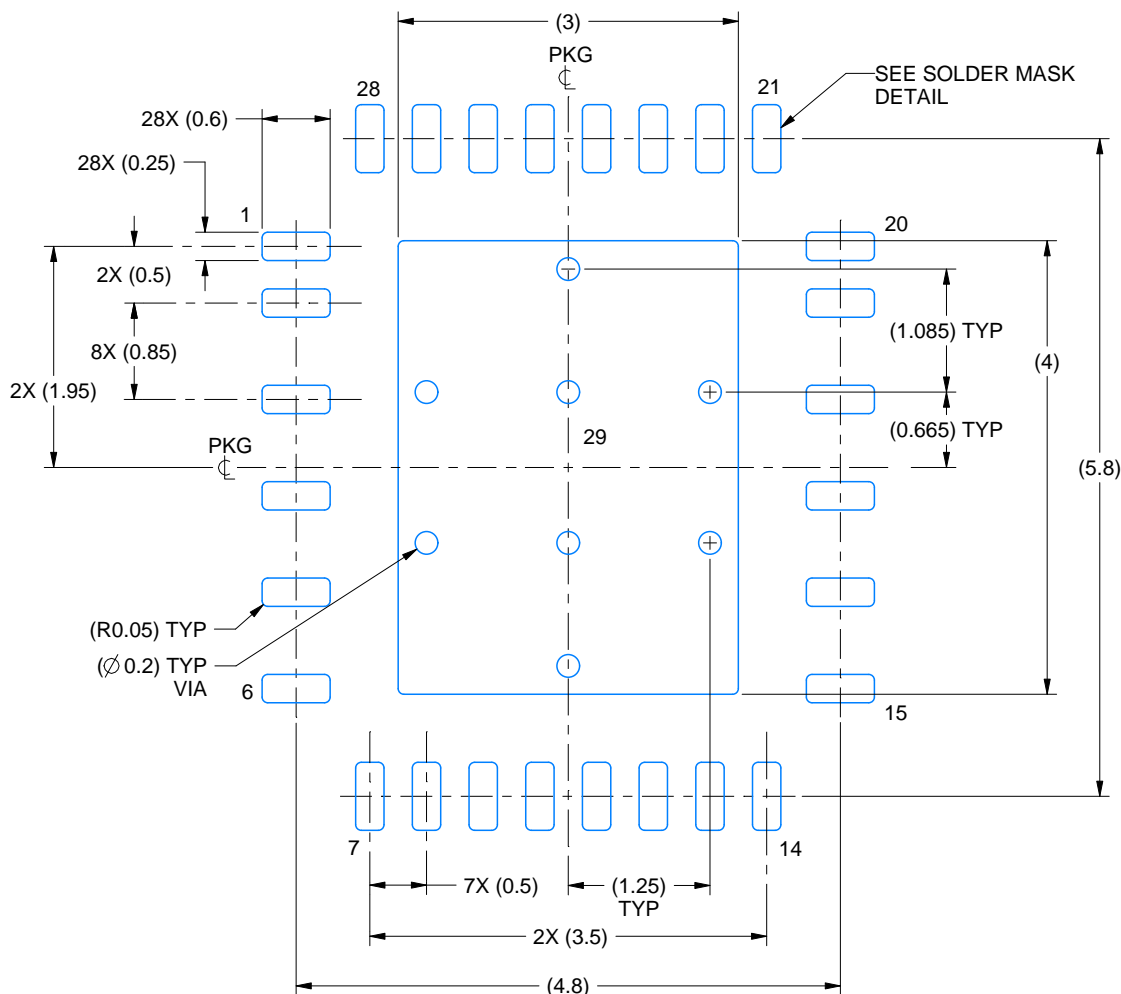 (3)
PKG
℄
SEE SOLDER MASK
DETAIL
28
21
28X (0.6)
28X (0.25)
1
20
2X (0.5)
(1.085) TYP
8X (0.85)
(4)
2X (1.95)
(0.665) TYP
29
PKG
℄
(5.8)
(R0.05) TYP
(∅ 0.2) TYP
VIA
6
15
7
14
7X (0.5)
(1.25)
TYP
2X (3.5)
(4.8)